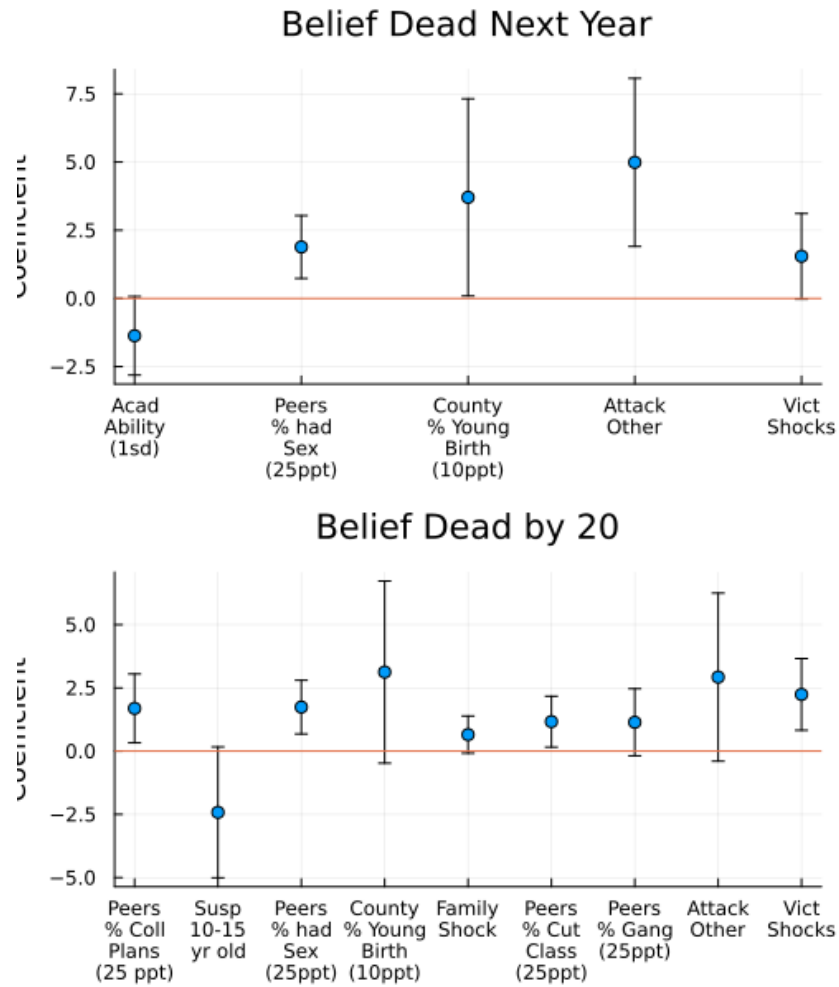 Belief Dead Next Year
Coefficient
7.5
5.0
2.5
0.0
−2.5
Acad
Ability
(1sd)
Peers
% had
Sex
(25ppt)
County
% Young
Birth
(10ppt)
Attack
Other
Vict
Shocks
Belief Dead by 20
Coefficient
5.0
2.5
0.0
−2.5
−5.0
Peers
% Coll
Plans
(25 ppt)
Susp
10-15
yr old
Peers
% had
Sex
(25ppt)
County
% Young
Birth
(10ppt)
Family
Shock
Peers
% Cut
Class
(25ppt)
Peers
% Gang
(25ppt)
Attack
Other
Vict
Shocks